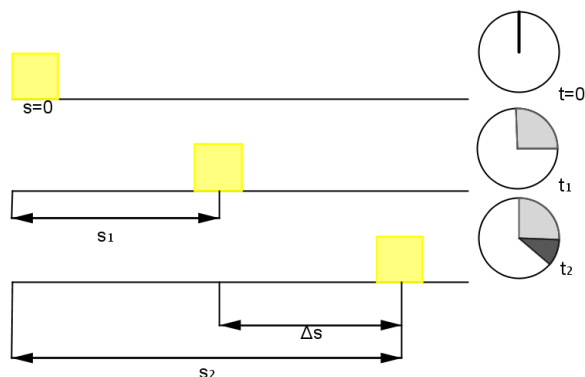 t=0
s=0
t₁
s₁
t₂
Δs
s₂